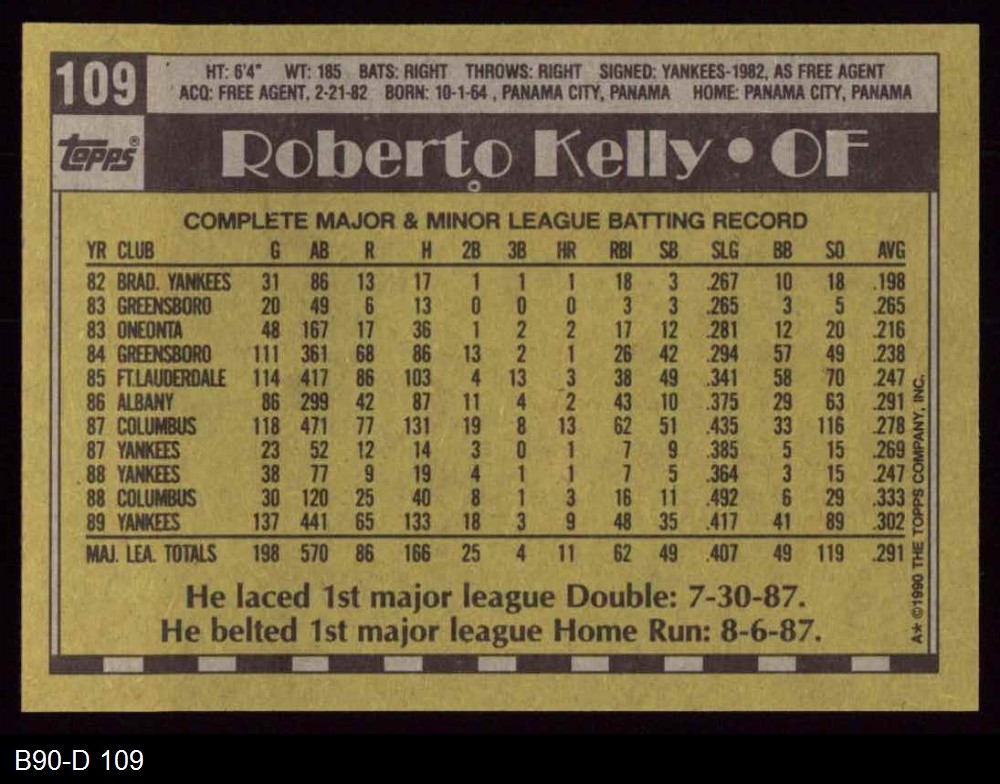 109
HT: 6'4" WT: 185 BATS: RIGHT THROWS: RIGHT SIGNED: YANKEES-1982, AS FREE AGENT
ACQ: FREE AGENT, 2-21-82 BORN: 10-1-64 , PANAMA CITY, PANAMA HOME: PANAMA CITY, PANAMA
topps®
Roberto Kelly • OF
COMPLETE MAJOR & MINOR LEAGUE BATTING RECORD
YR CLUB G AB R H 2B 3B HR RBI SB SLG BB SO AVG
82 BRAD. YANKEES 31 86 13 17 1 1 1 18 3 .267 10 18 .198
83 GREENSBORO 20 49 6 13 0 0 0 3 3 .265 3 5 .265
83 ONEONTA 48 167 17 36 1 2 2 17 12 .281 12 20 .216
84 GREENSBORO 111 361 68 86 13 2 1 26 42 .294 57 49 .238
85 FT.LAUDERDALE 114 417 86 103 4 13 3 38 49 .341 58 70 .247
86 ALBANY 86 299 42 87 11 4 2 43 10 .375 29 63 .291
87 COLUMBUS 118 471 77 131 19 8 13 62 51 .435 33 116 .278
87 YANKEES 23 52 12 14 3 0 1 7 9 .385 5 15 .269
88 YANKEES 38 77 9 19 4 1 1 7 5 .364 3 15 .247
88 COLUMBUS 30 120 25 40 8 1 3 16 11 .492 6 29 .333
89 YANKEES 137 441 65 133 18 3 9 48 35 .417 41 89 .302
MAJ. LEA. TOTALS 198 570 86 166 25 4 11 62 49 .407 49 119 .291
He laced 1st major league Double: 7-30-87.
He belted 1st major league Home Run: 8-6-87.
A★ ©1990 THE TOPPS COMPANY, INC.
B90-D 109